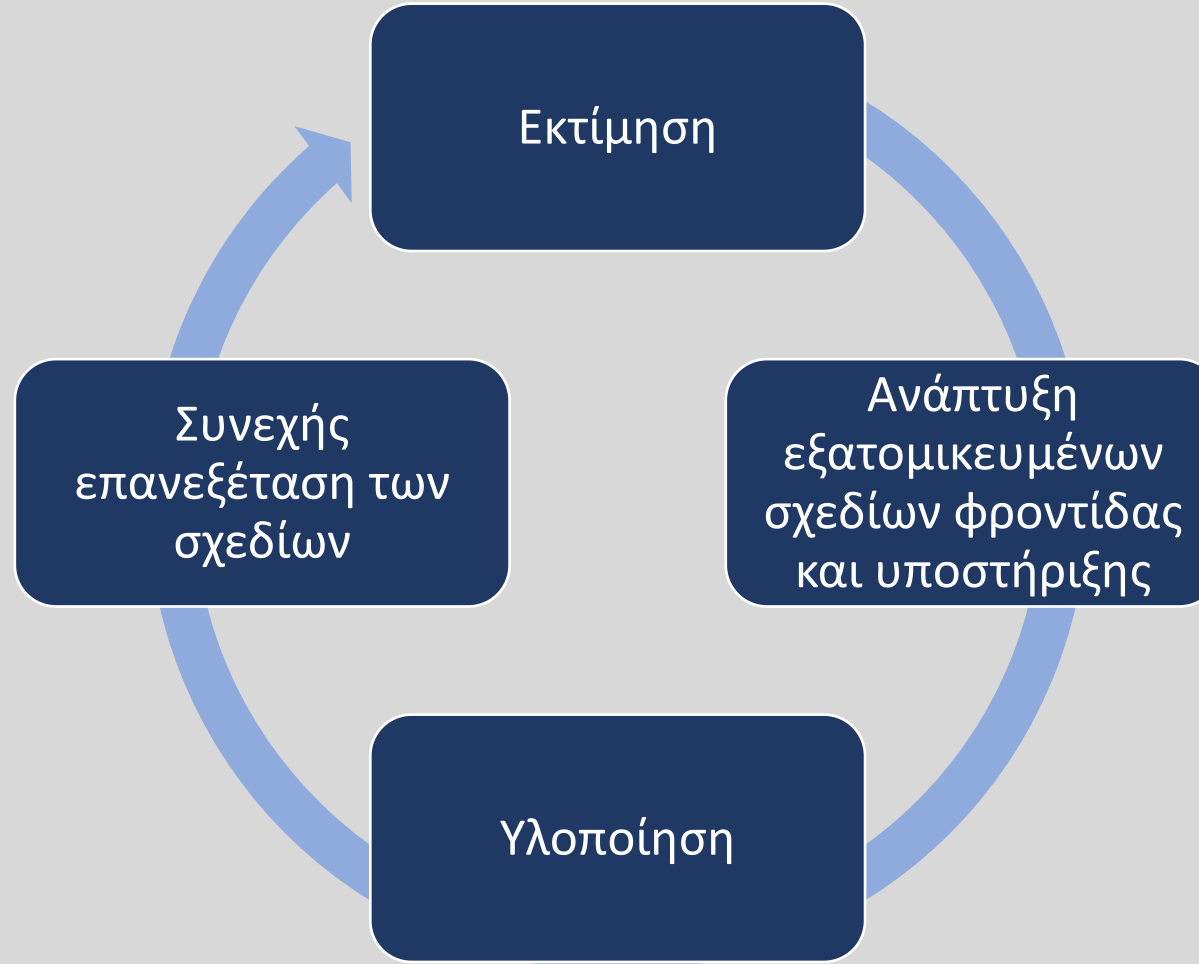 Εκτίμηση
Ανάπτυξη
εξατομικευμένων
σχεδίων φροντίδας
και υποστήριξης
Υλοποίηση
Συνεχής
επανεξέταση των
σχεδίων